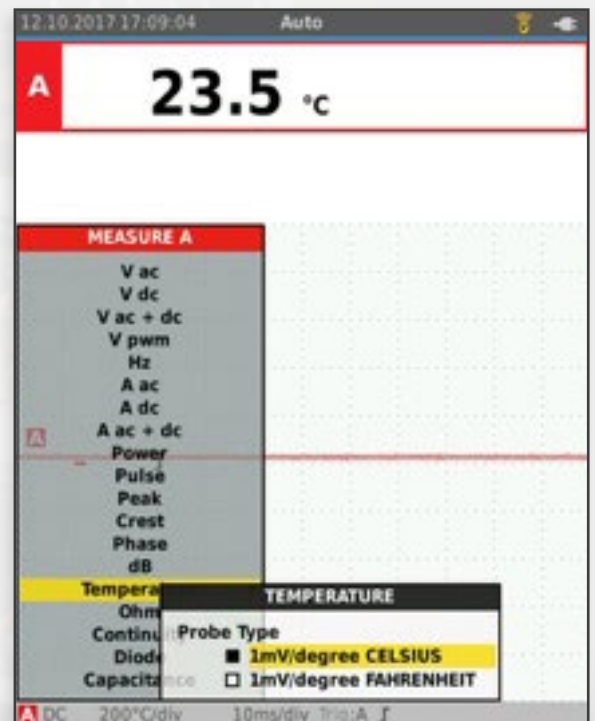 12.10.2017 17:09:04 Auto
A 23.5 °C
MEASURE A
V ac
V dc
V ac + dc
V pwm
Hz
A ac
A dc
A ac + dc
A
Power
Pulse
Peak
Crest
Phase
dB
Tempera
TEMPERATURE
Ohm
Continu
Probe Type
Diode
1mV/degree CELSIUS
Capacitance
1mV/degree FAHRENHEIT
A DC 200°C/div 10ms/div Trig:A